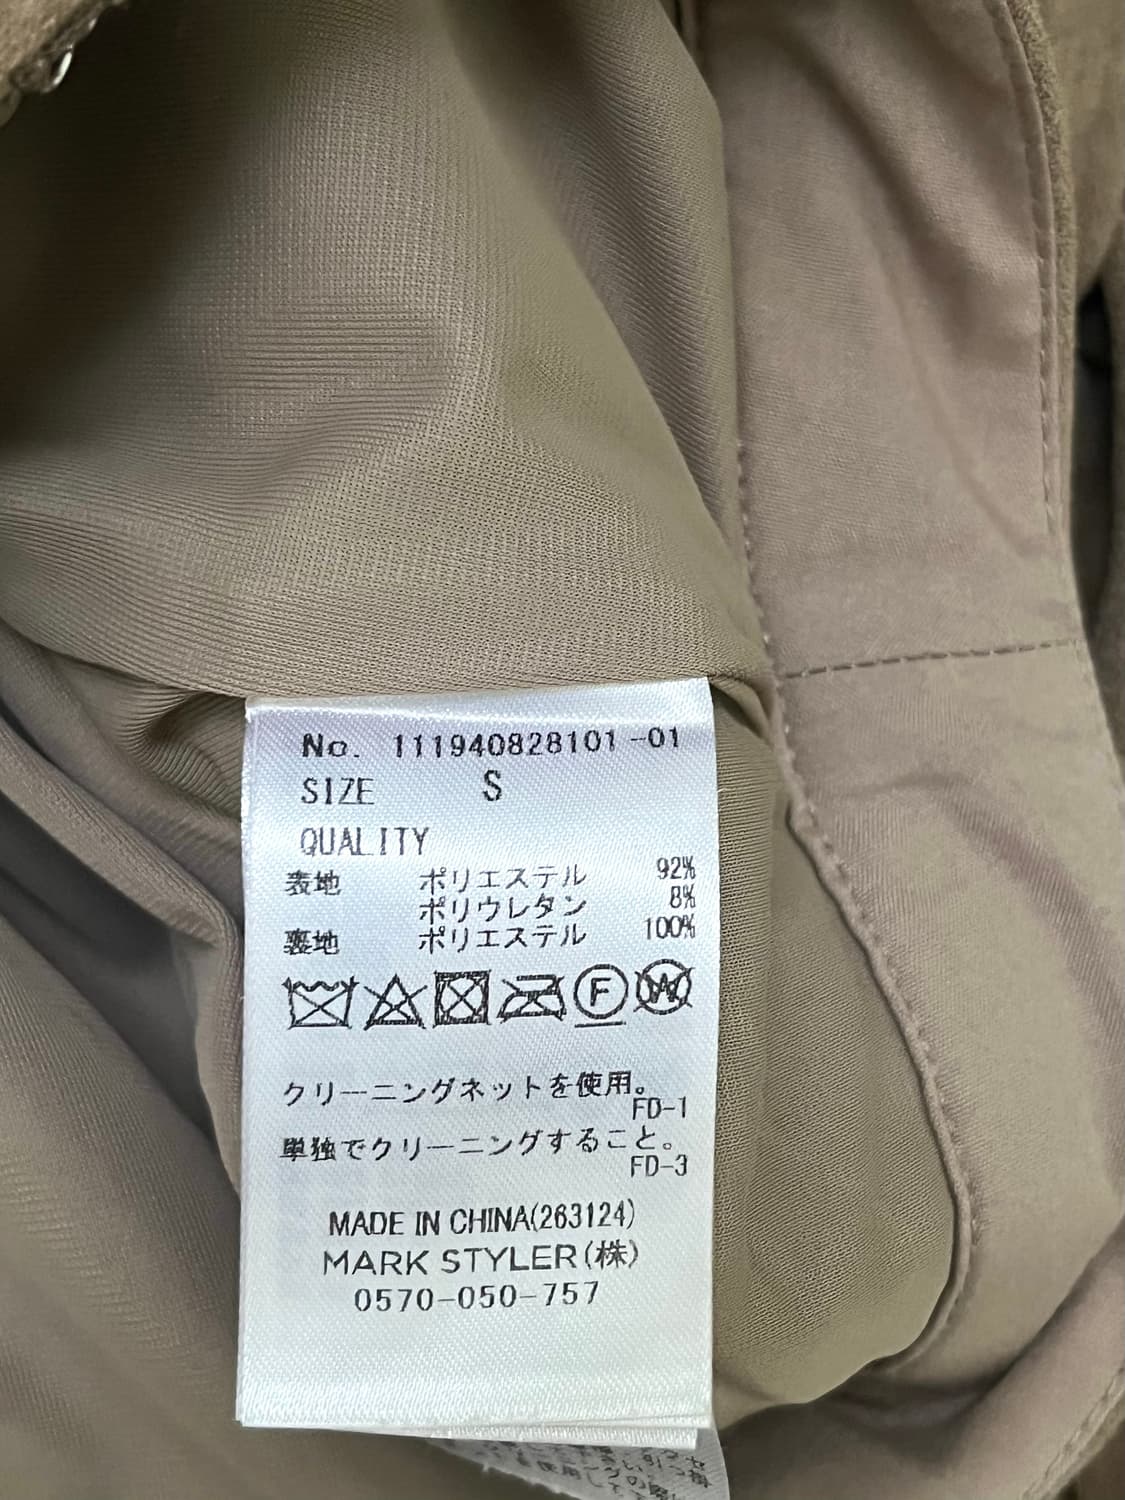 No. 111940828101-01
SIZE S
QUALITY
表地 ポリエステル 92%
ポリウレタン 8%
裏地 ポリエステル 100%
F W
クリーニングネットを使用。
FD-1
単独でクリーニングすること。
FD-3
MADE IN CHINA(263124)
MARK STYLER(株)
0570-050-757